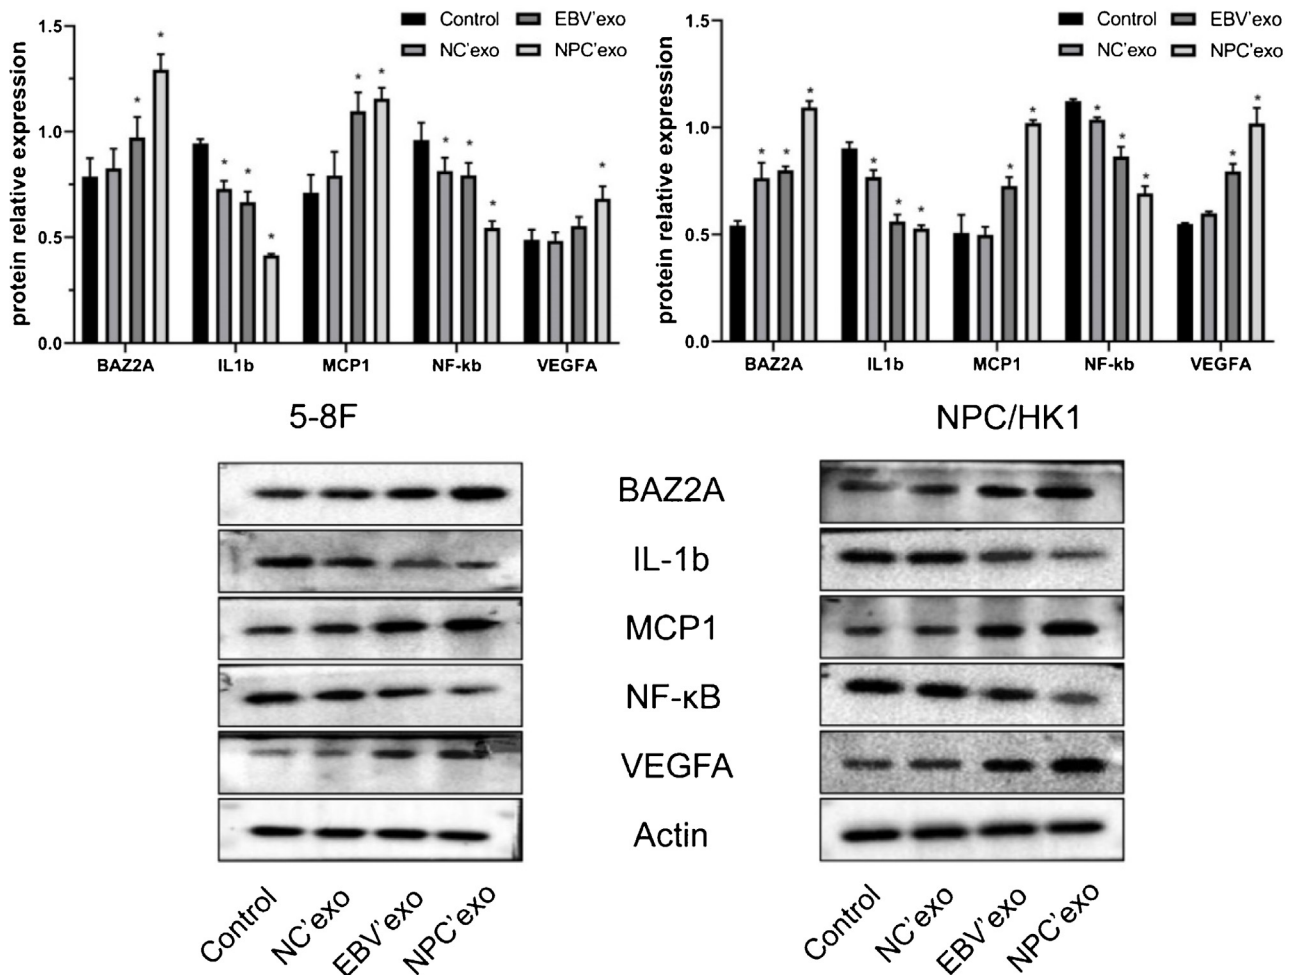 Control EBV'exo
NC'exo NPC'exo
protein relative expression
1.5
1.0
0.5
0.0
BAZ2A IL1b MCP1 NF-kb VEGFA
* * * * * * * * * * *
5-8F
Control EBV'exo
NC'exo NPC'exo
protein relative expression
1.5
1.0
0.5
0.0
BAZ2A IL1b MCP1 NF-kb VEGFA
* * * * * * * * * * * * *
NPC/HK1
BAZ2A
IL-1b
MCP1
NF-κB
VEGFA
Actin
Control NC'exo EBV'exo NPC'exo
Control NC'exo EBV'exo NPC'exo